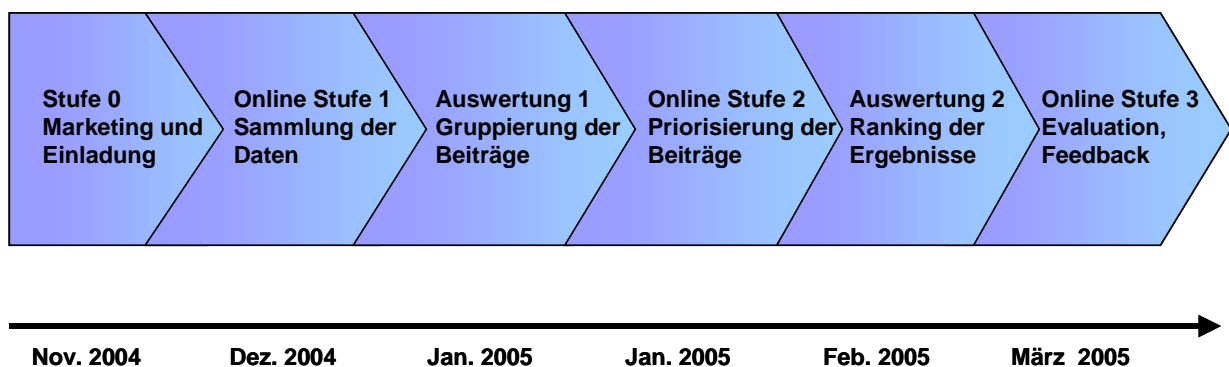 Stufe 0
Marketing und
Einladung
Online Stufe 1
Sammlung der
Daten
Auswertung 1
Gruppierung der
Beiträge
Online Stufe 2
Priorisierung der
Beiträge
Auswertung 2
Ranking der
Ergebnisse
Online Stufe 3
Evaluation,
Feedback
Nov. 2004 Dez. 2004 Jan. 2005 Jan. 2005 Feb. 2005 März 2005